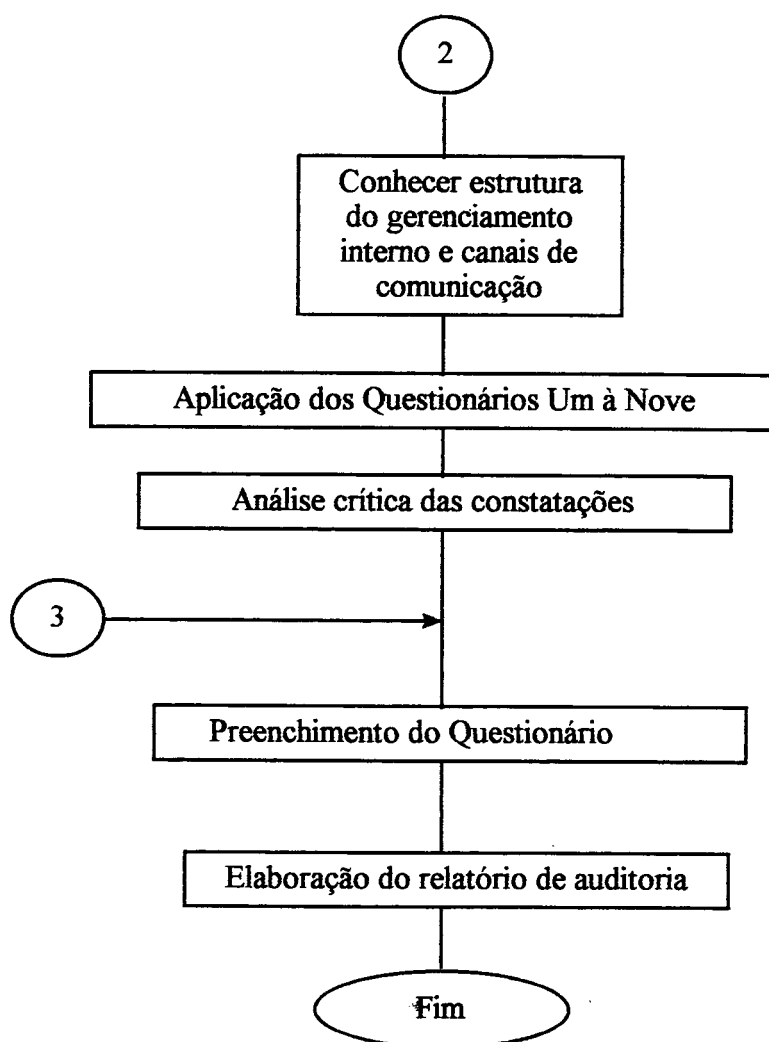 2
Conhecer estrutura
do gerenciamento
interno e canais de
comunicação
Aplicação dos Questionários Um à Nove
Análise crítica das constatações
3
Preenchimento do Questionário
Elaboração do relatório de auditoria
Fim